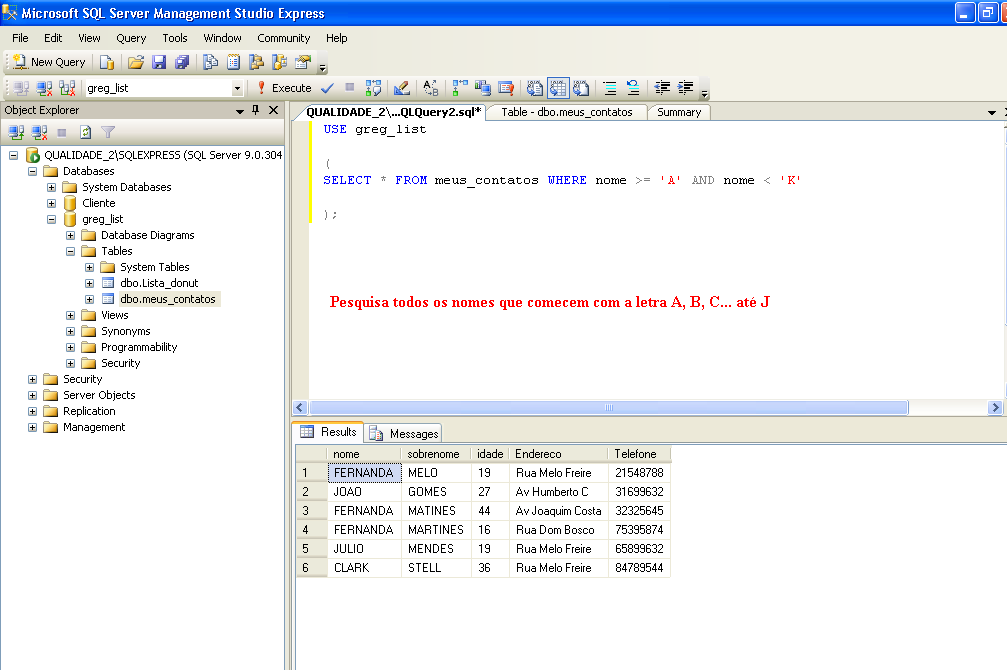 Microsoft SQL Server Management Studio Express
File Edit View Query Tools Window Community Help
New Query
greg_list Execute
Object Explorer
QUALIDADE_2\SQLEXPRESS (SQL Server 9.0.304
Databases
System Databases
Cliente
greg_list
Database Diagrams
Tables
System Tables
dbo.Lista_donut
dbo.meus_contatos
Views
Synonyms
Programmability
Security
Security
Server Objects
Replication
Management
QUALIDADE_2\...QLQuery2.sql* Table - dbo.meus_contatos Summary
USE greg_list
(
SELECT * FROM meus_contatos WHERE nome >= 'A' AND nome < 'K'
);
Pesquisa todos os nomes que comecem com a letra A, B, C... até J
Results Messages
nome sobrenome idade Endereco Telefone
1 FERNANDA MELO 19 Rua Melo Freire 21548788
2 JOAO GOMES 27 Av Humberto C 31699632
3 FERNANDA MATINES 44 Av Joaquim Costa 32325645
4 FERNANDA MARTINES 16 Rua Dom Bosco 75395874
5 JULIO MENDES 19 Rua Melo Freire 65899632
6 CLARK STELL 36 Rua Melo Freire 84789544